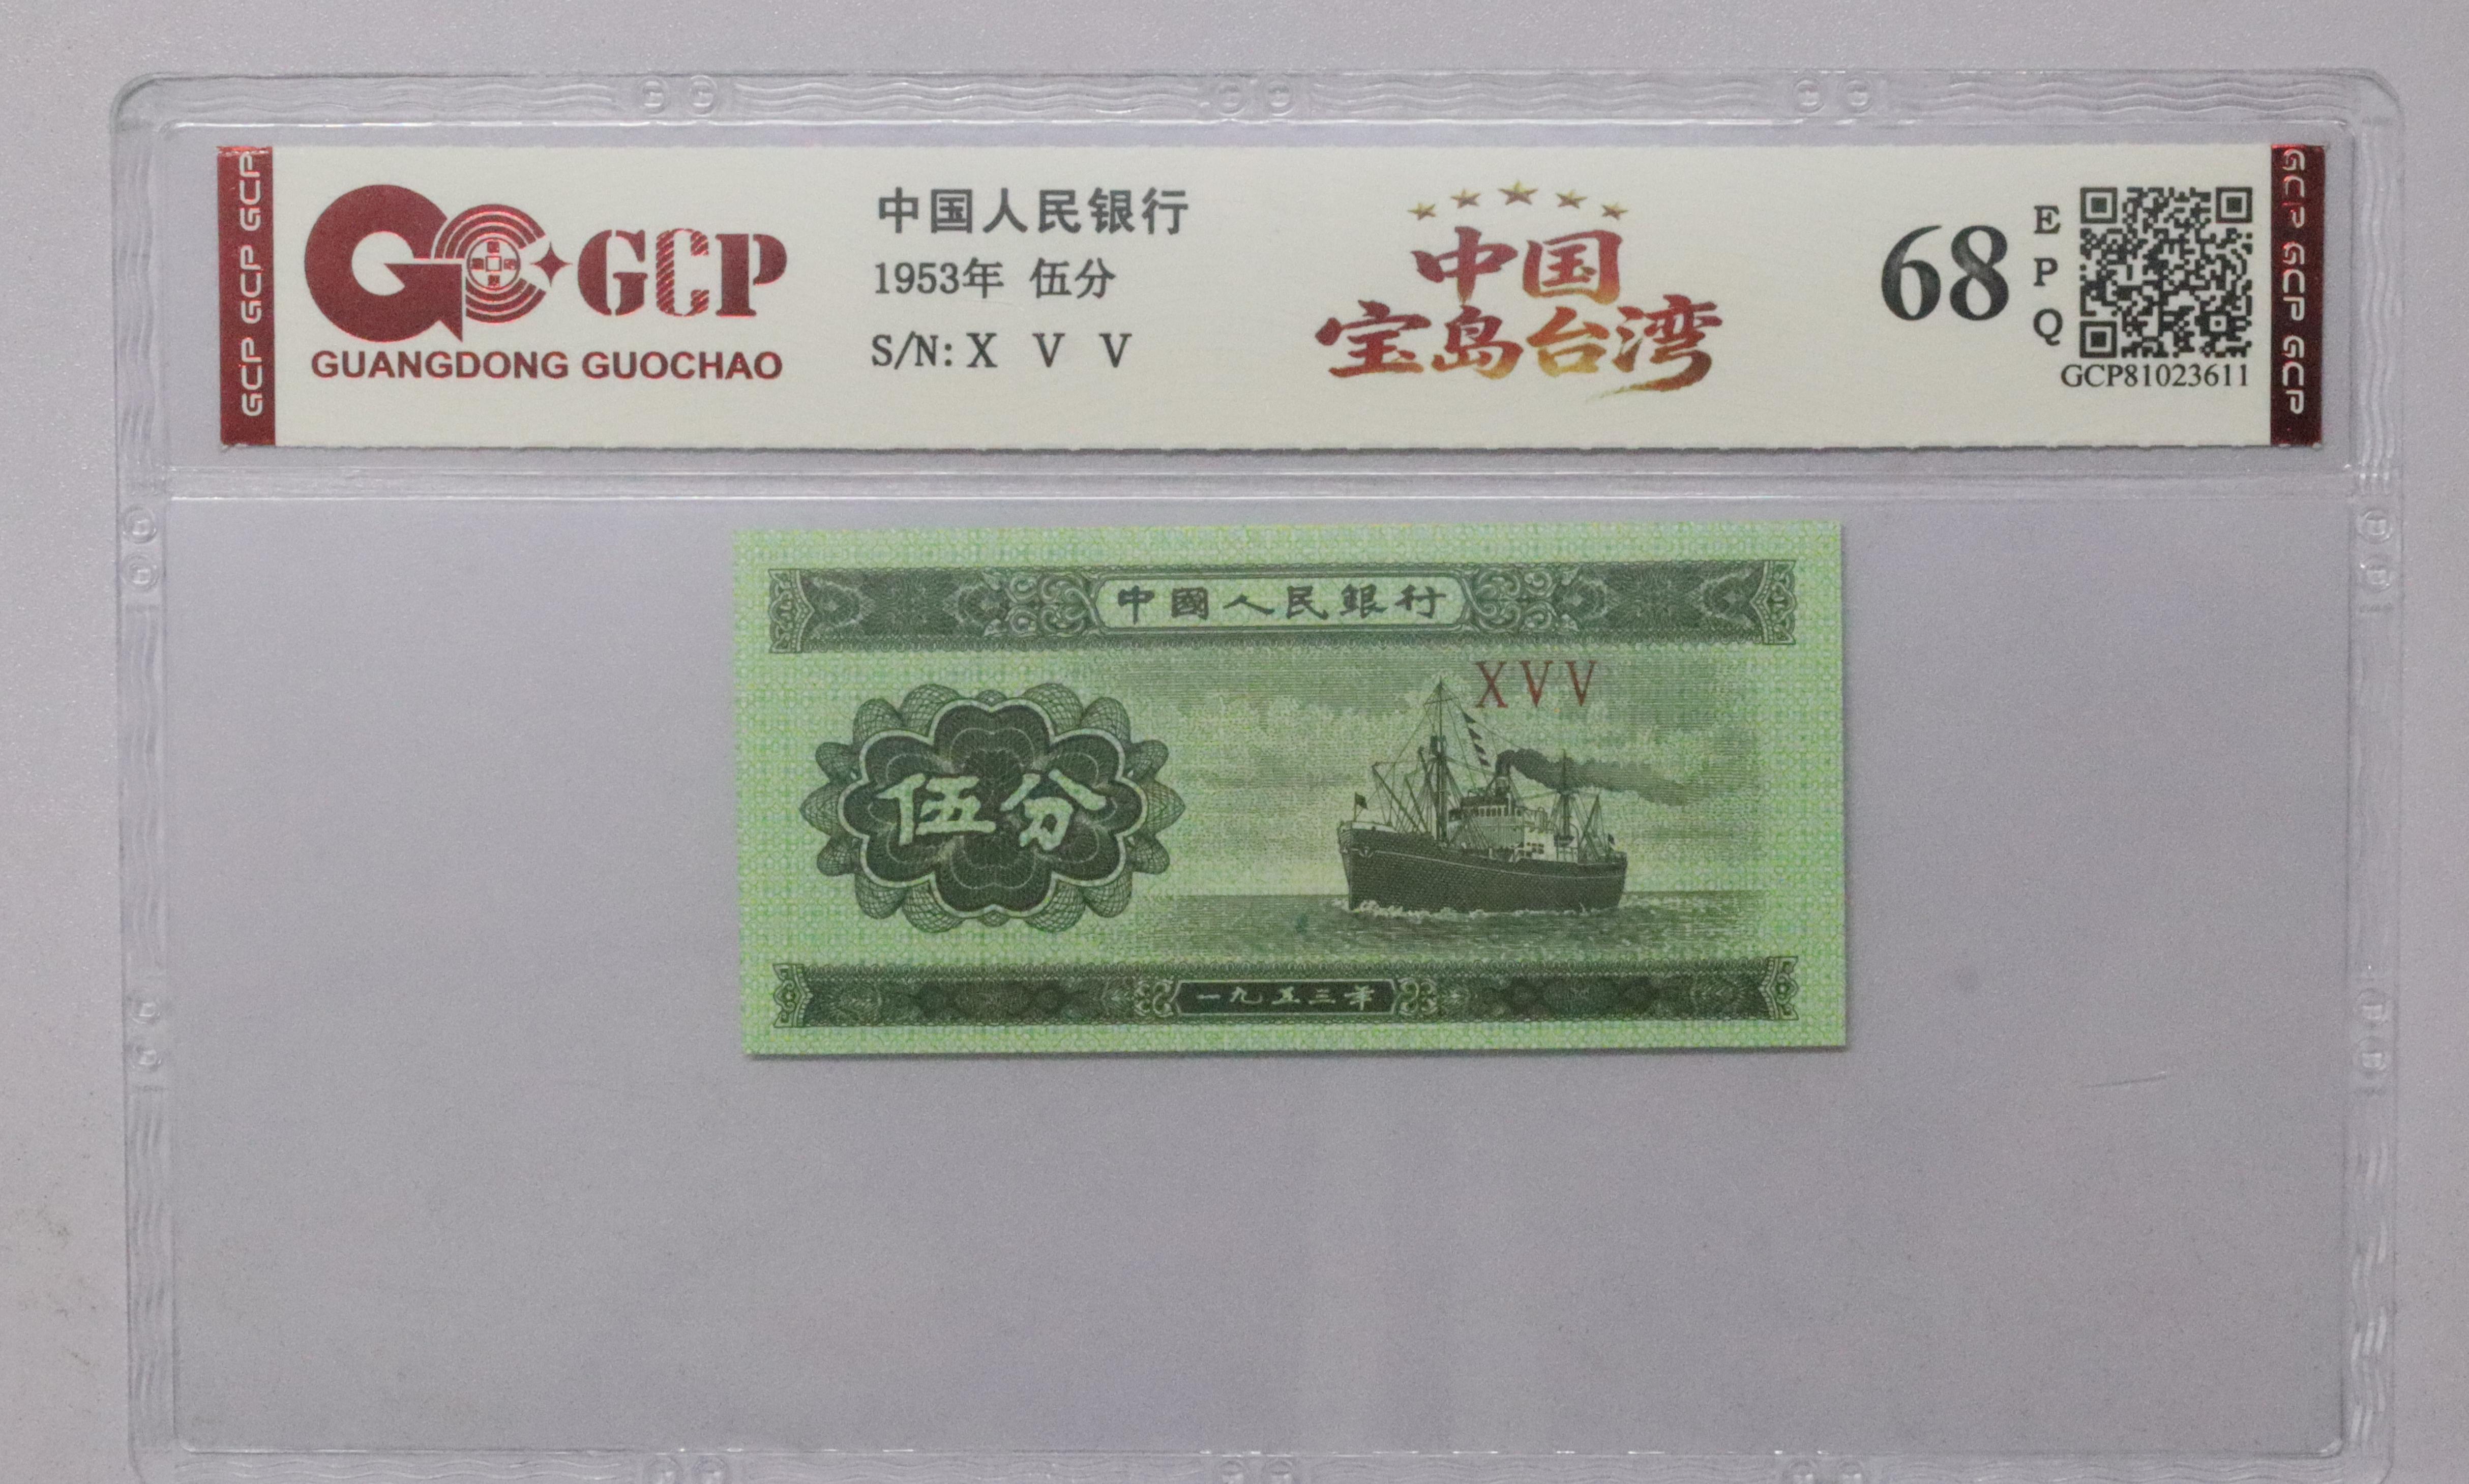 GCP GCP GCP GCP
GCP
GUANGDONG GUOCHAO
中国人民银行
1953年 伍分
S/N: X V V
中国
宝岛台湾
68
E
P
Q
GCP81023611
GCP GCP GCP GCP
中國人民銀行
XVV
伍分
一九五三年